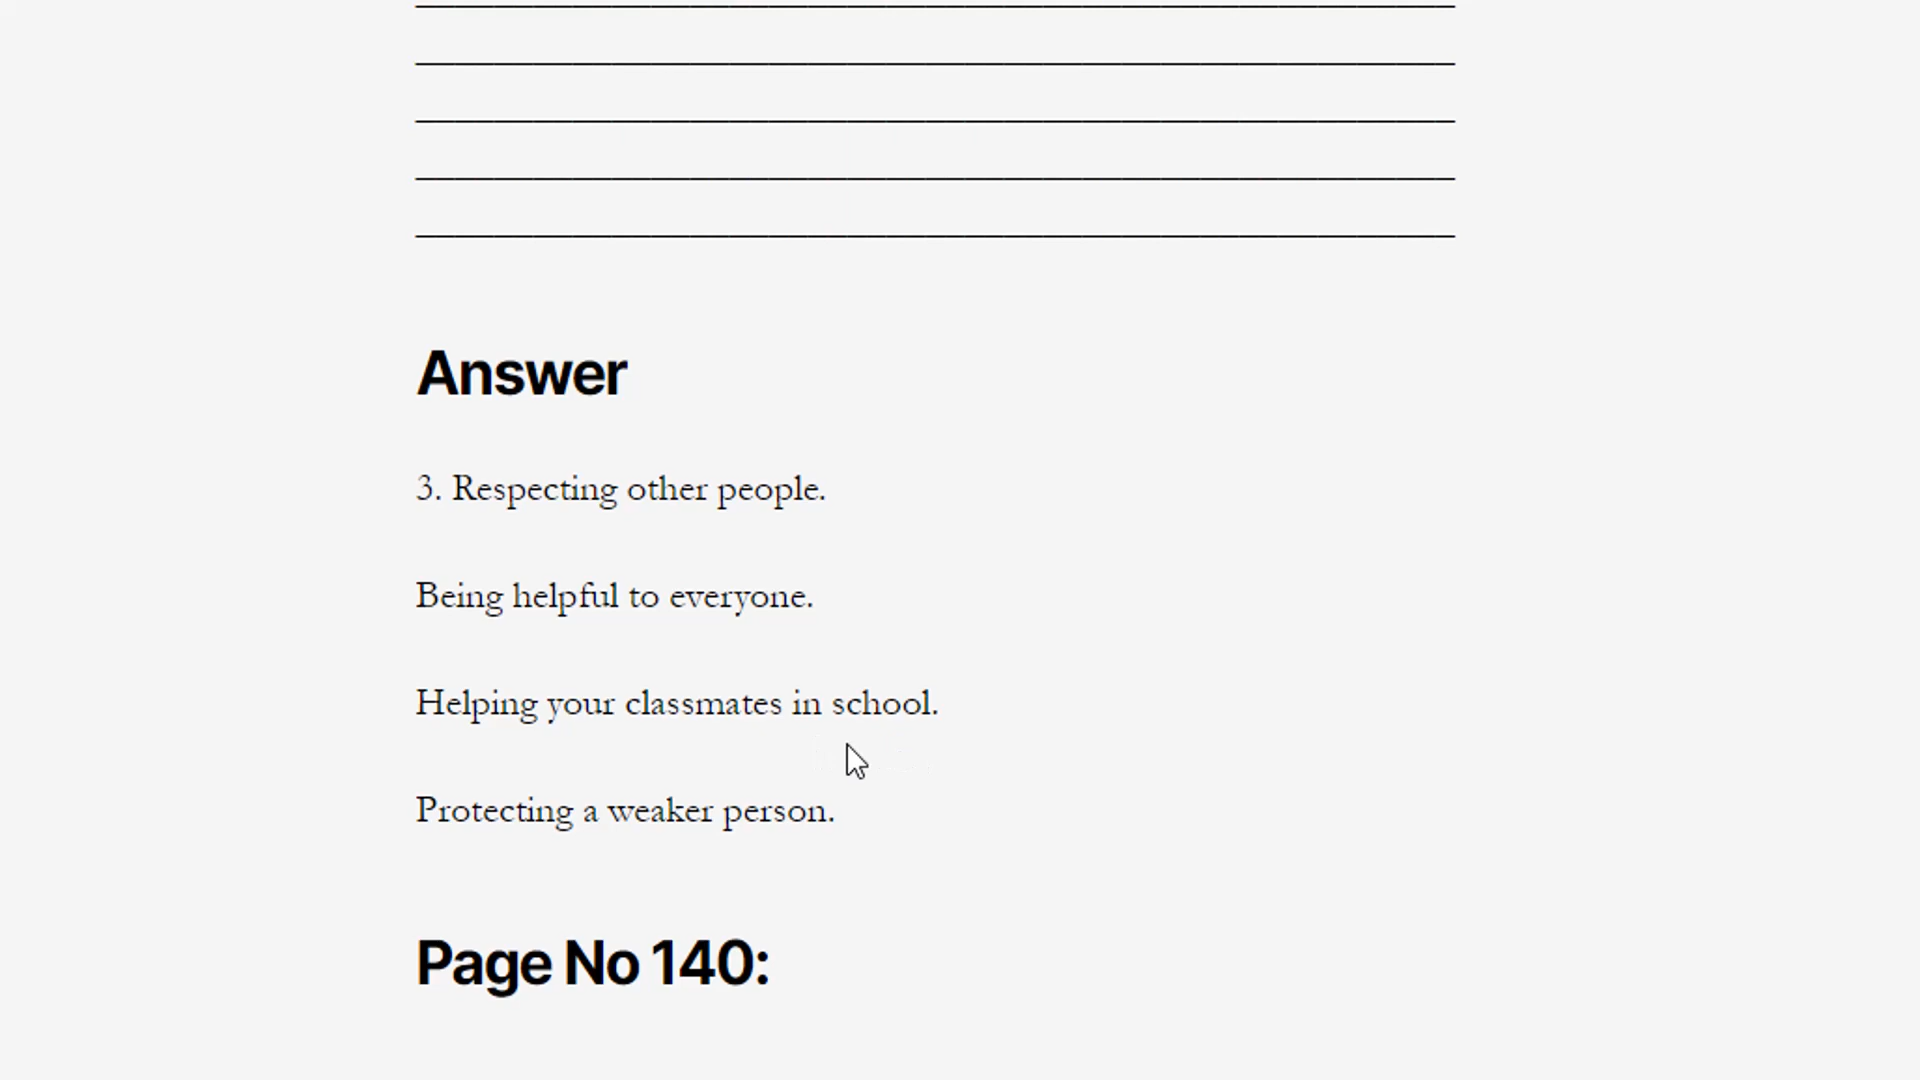 Answer
3. Respecting other people.
Being helpful to everyone.
Helping your classmates in school.
Protecting a weaker person.
Page No 140: